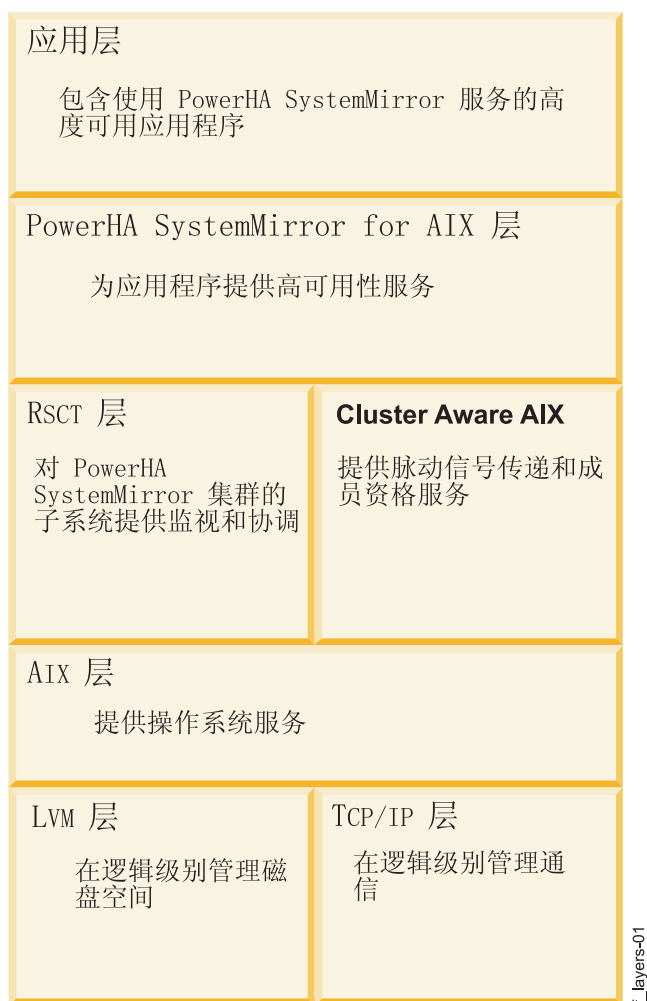 应用层
包含使用 PowerHA SystemMirror 服务的高
度可用应用程序
PowerHA SystemMirror for AIX 层
为应用程序提供高可用性服务
RSCT 层
对 PowerHA
SystemMirror 集群的
子系统提供监视和协调
Cluster Aware AIX
提供脉动信号传递和成
员资格服务
AIX 层
提供操作系统服务
LVM 层
在逻辑级别管理磁
盘空间
TCP/IP 层
在逻辑级别管理通
信
_layers-01